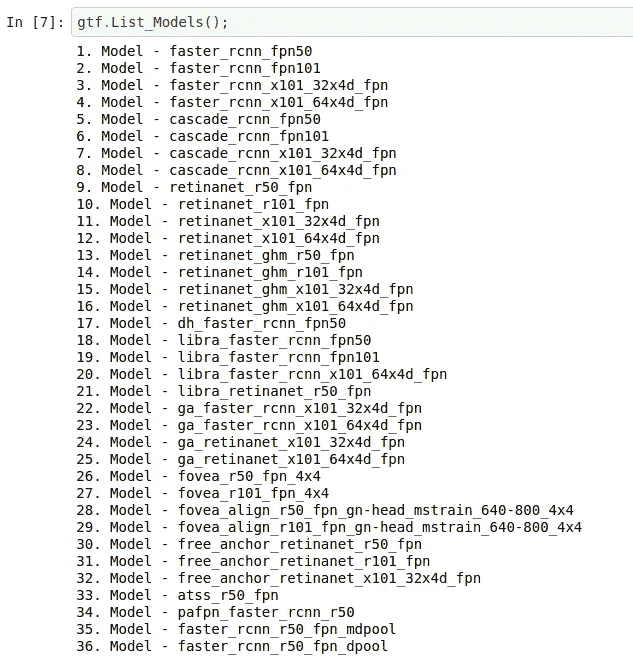 In [7]: gtf.List_Models();
1. Model - faster_rcnn_fpn50
2. Model - faster_rcnn_fpn101
3. Model - faster_rcnn_x101_32x4d_fpn
4. Model - faster_rcnn_x101_64x4d_fpn
5. Model - cascade_rcnn_fpn50
6. Model - cascade_rcnn_fpn101
7. Model - cascade_rcnn_x101_32x4d_fpn
8. Model - cascade_rcnn_x101_64x4d_fpn
9. Model - retinanet_r50_fpn
10. Model - retinanet_r101_fpn
11. Model - retinanet_x101_32x4d_fpn
12. Model - retinanet_x101_64x4d_fpn
13. Model - retinanet_ghm_r50_fpn
14. Model - retinanet_ghm_r101_fpn
15. Model - retinanet_ghm_x101_32x4d_fpn
16. Model - retinanet_ghm_x101_64x4d_fpn
17. Model - dh_faster_rcnn_fpn50
18. Model - libra_faster_rcnn_fpn50
19. Model - libra_faster_rcnn_fpn101
20. Model - libra_faster_rcnn_x101_64x4d_fpn
21. Model - libra_retinanet_r50_fpn
22. Model - ga_faster_rcnn_x101_32x4d_fpn
23. Model - ga_faster_rcnn_x101_64x4d_fpn
24. Model - ga_retinanet_x101_32x4d_fpn
25. Model - ga_retinanet_x101_64x4d_fpn
26. Model - fovea_r50_fpn_4x4
27. Model - fovea_r101_fpn_4x4
28. Model - fovea_align_r50_fpn_gn-head_mstrain_640-800_4x4
29. Model - fovea_align_r101_fpn_gn-head_mstrain_640-800_4x4
30. Model - free_anchor_retinanet_r50_fpn
31. Model - free_anchor_retinanet_r101_fpn
32. Model - free_anchor_retinanet_x101_32x4d_fpn
33. Model - atss_r50_fpn
34. Model - pafpn_faster_rcnn_r50
35. Model - faster_rcnn_r50_fpn_mdpool
36. Model - faster_rcnn_r50_fpn_dpool